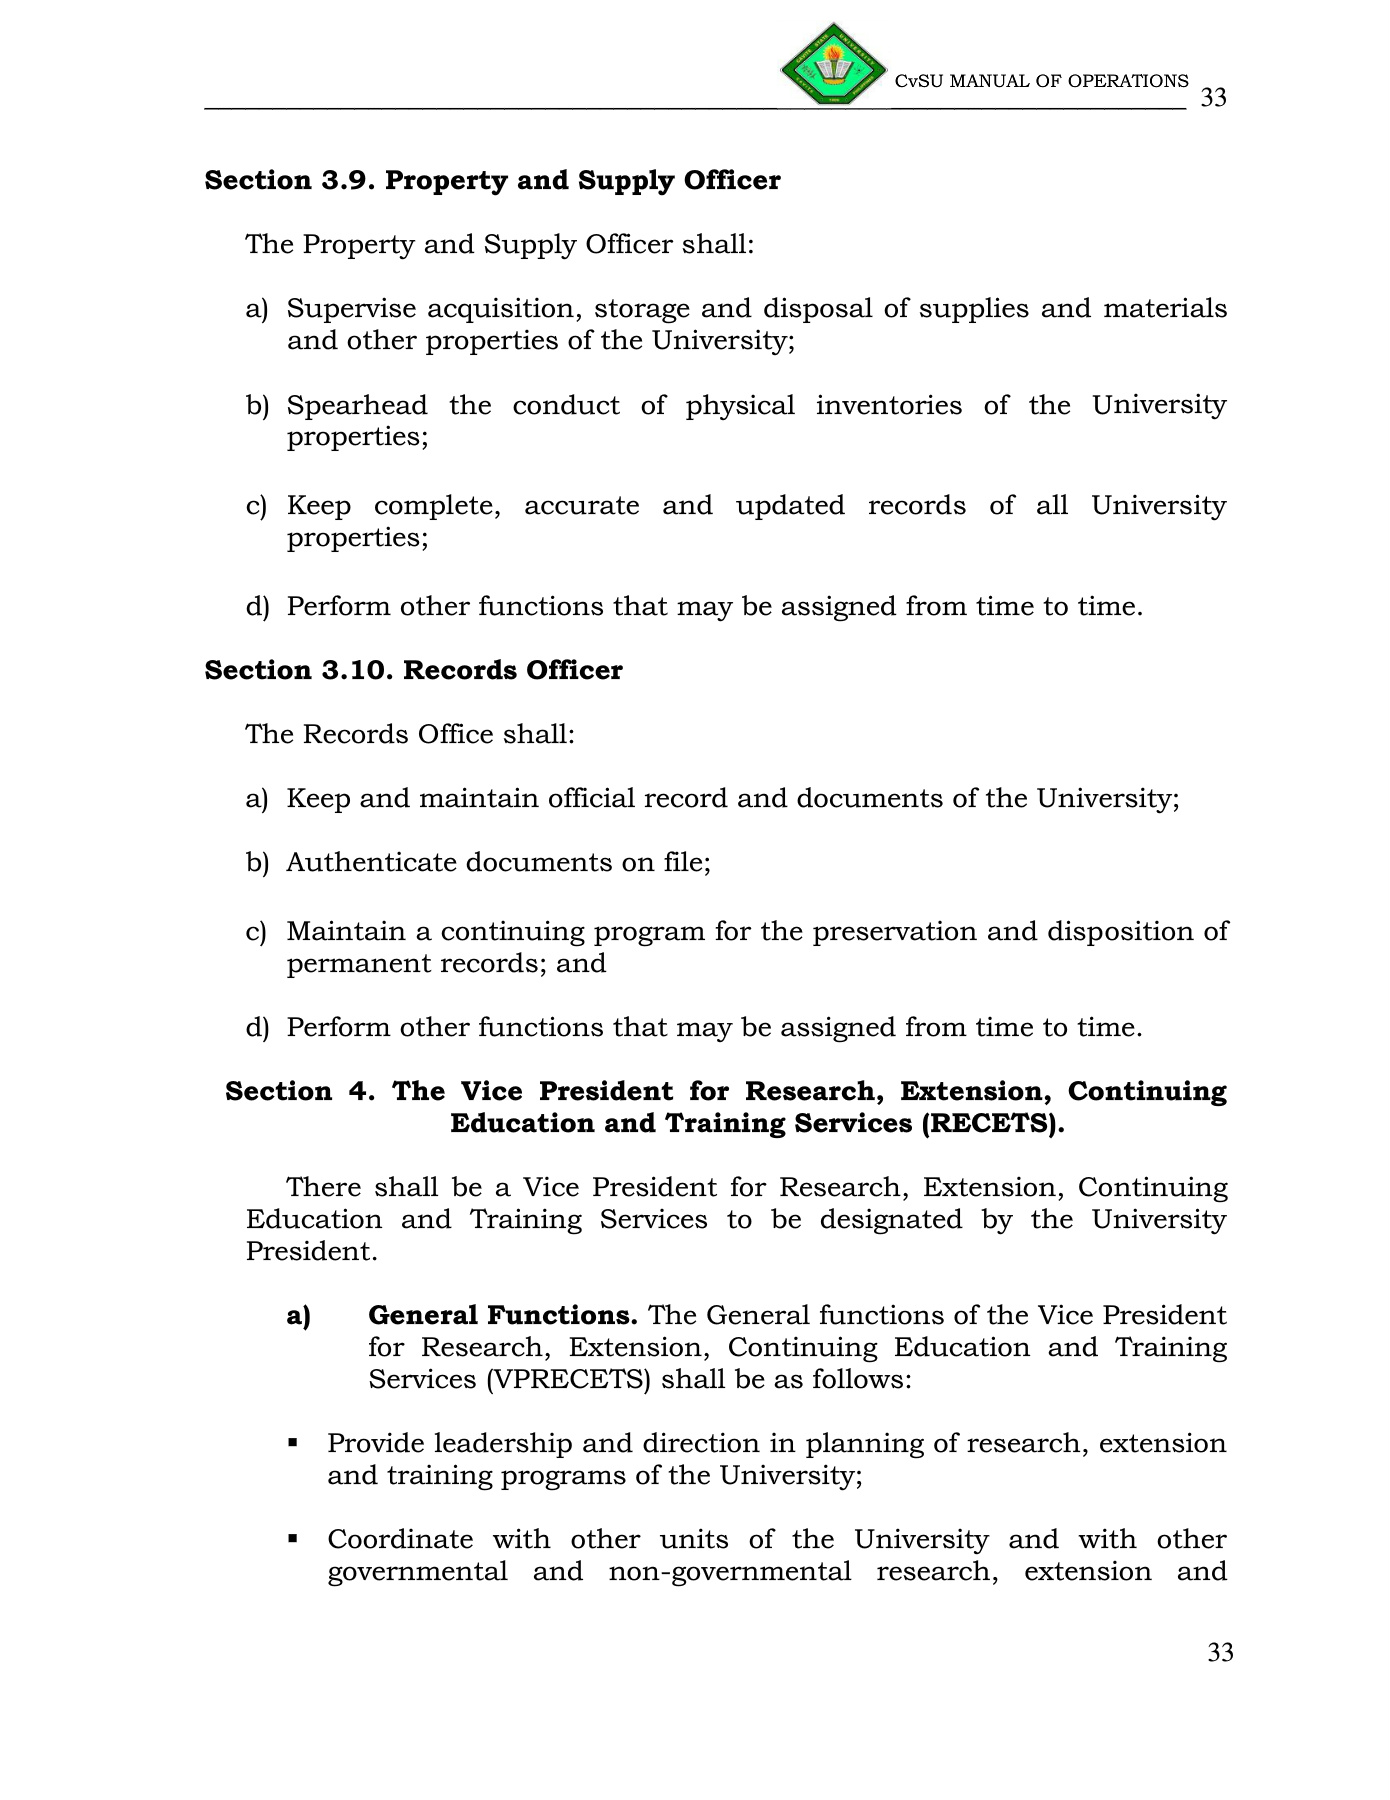 CvSU MANUAL OF OPERATIONS 33
Section 3.9. Property and Supply Officer
The Property and Supply Officer shall:
a) Supervise acquisition, storage and disposal of supplies and materials
and other properties of the University;
b) Spearhead the conduct of physical inventories of the University
properties;
c) Keep complete, accurate and updated records of all University
properties;
d) Perform other functions that may be assigned from time to time.
Section 3.10. Records Officer
The Records Office shall:
a) Keep and maintain official record and documents of the University;
b) Authenticate documents on file;
c) Maintain a continuing program for the preservation and disposition of
permanent records; and
d) Perform other functions that may be assigned from time to time.
Section 4. The Vice President for Research, Extension, Continuing
Education and Training Services (RECETS).
There shall be a Vice President for Research, Extension, Continuing
Education and Training Services to be designated by the University
President.
a) General Functions. The General functions of the Vice President
for Research, Extension, Continuing Education and Training
Services (VPRECETS) shall be as follows:
▪ Provide leadership and direction in planning of research, extension
and training programs of the University;
▪ Coordinate with other units of the University and with other
governmental and non-governmental research, extension and
33